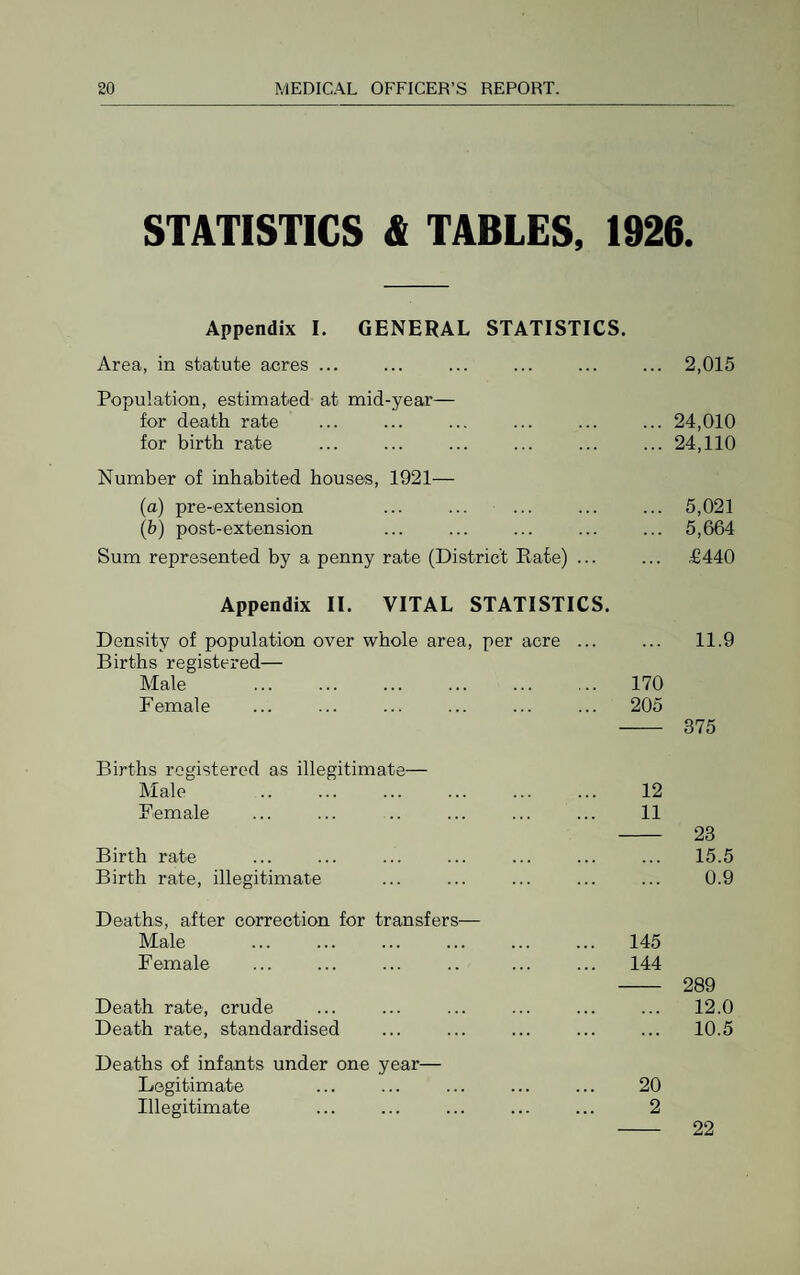 20 MEDICAL OFFICER'S REPORT.
STATISTICS & TABLES, 1926.
Appendix I. GENERAL STATISTICS.
Area, in statute acres ... ... ... ... ... ... 2,015
Population, estimated at mid-year—
for death rate ... ... ... ... ... ... 24,010
for birth rate ... ... ... ... ... ... 24,110
Number of inhabited houses, 1921—
(a) pre-extension ... ... ... ... ... 5,021
(b) post-extension ... ... ... ... ... 5,664
Sum represented by a penny rate (District Rate) ... ... £440
Appendix II. VITAL STATISTICS.
Density of population over whole area, per acre ... ... 11.9
Births registered—
Male ... ... ... ... ... ... 170
Female ... ... ... ... ... ... 205
—— 375
Births registered as illegitimate—
Male .. ... ... ... ... ... 12
Female ... ... .. ... ... ... 11
—— 23
Birth rate ... ... ... ... ... ... ... 15.5
Birth rate, illegitimate ... ... ... ... ... 0.9
Deaths, after correction for transfers—
Male ... ... ... ... ... ... 145
Female ... ... ... .. ... ... 144
—— 289
Death rate, crude ... ... ... ... ... ... 12.0
Death rate, standardised ... ... ... ... ... 10.5
Deaths of infants under one year—
Legitimate ... ... ... ... ... 20
Illegitimate ... ... ... ... ... 2
—— 22